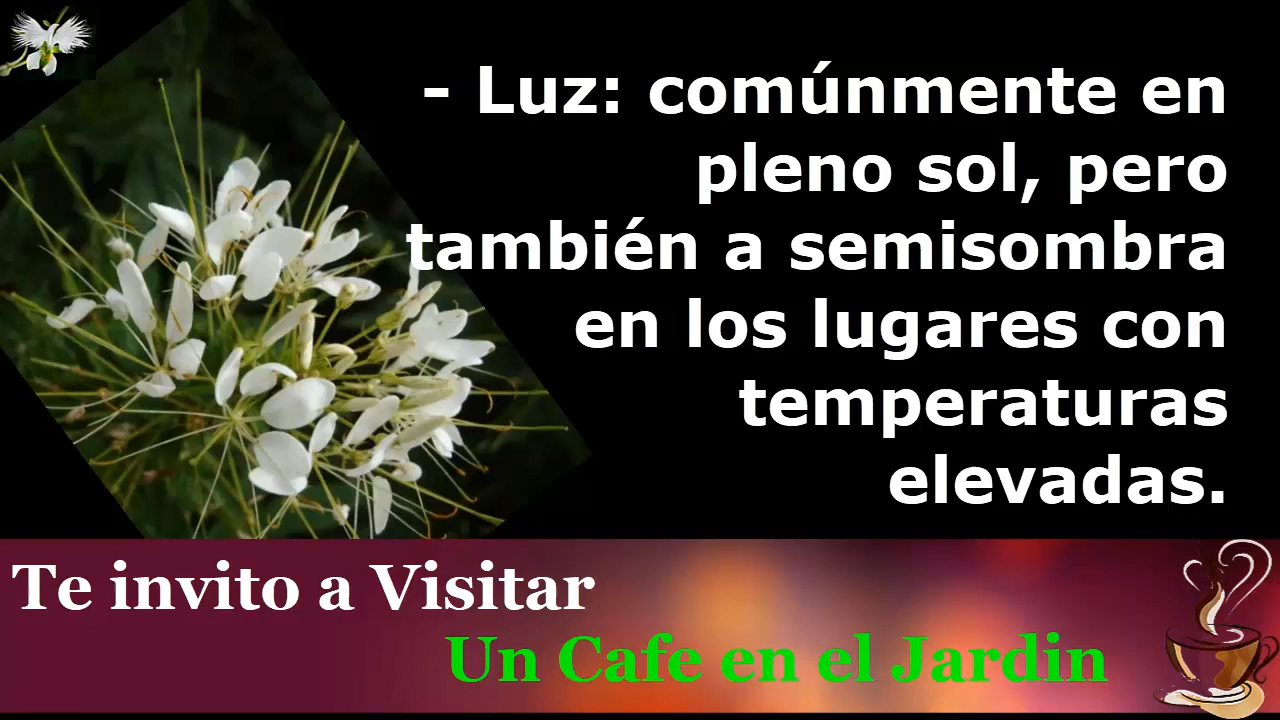 - Luz: comúnmente en
pleno sol, pero
también a semisombra
en los lugares con
temperaturas
elevadas.
Te invito a Visitar
Un Cafe en el Jardin